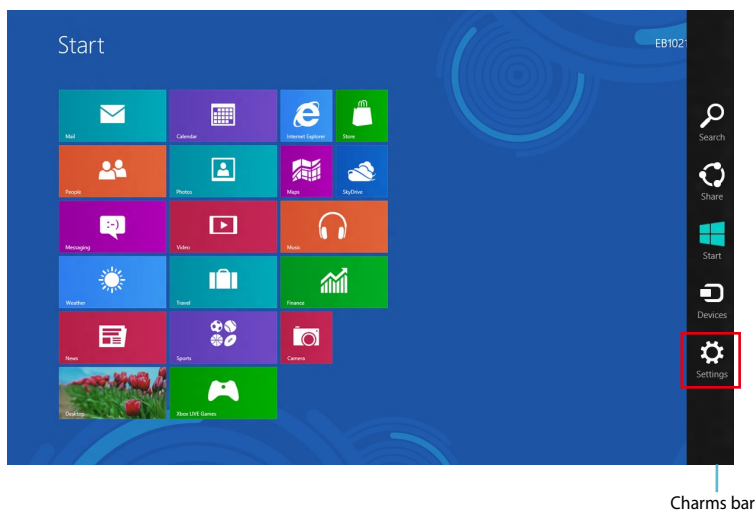 Start
EB1021
Mail
Calendar
Internet Explorer
Store
People
Photos
Maps
SkyDrive
Messaging
:-)
Video
Music
Weather
Travel
Finance
News
Sports
Camera
Desktop
Xbox LIVE Games
Search
Share
Start
Devices
Settings
Charms bar